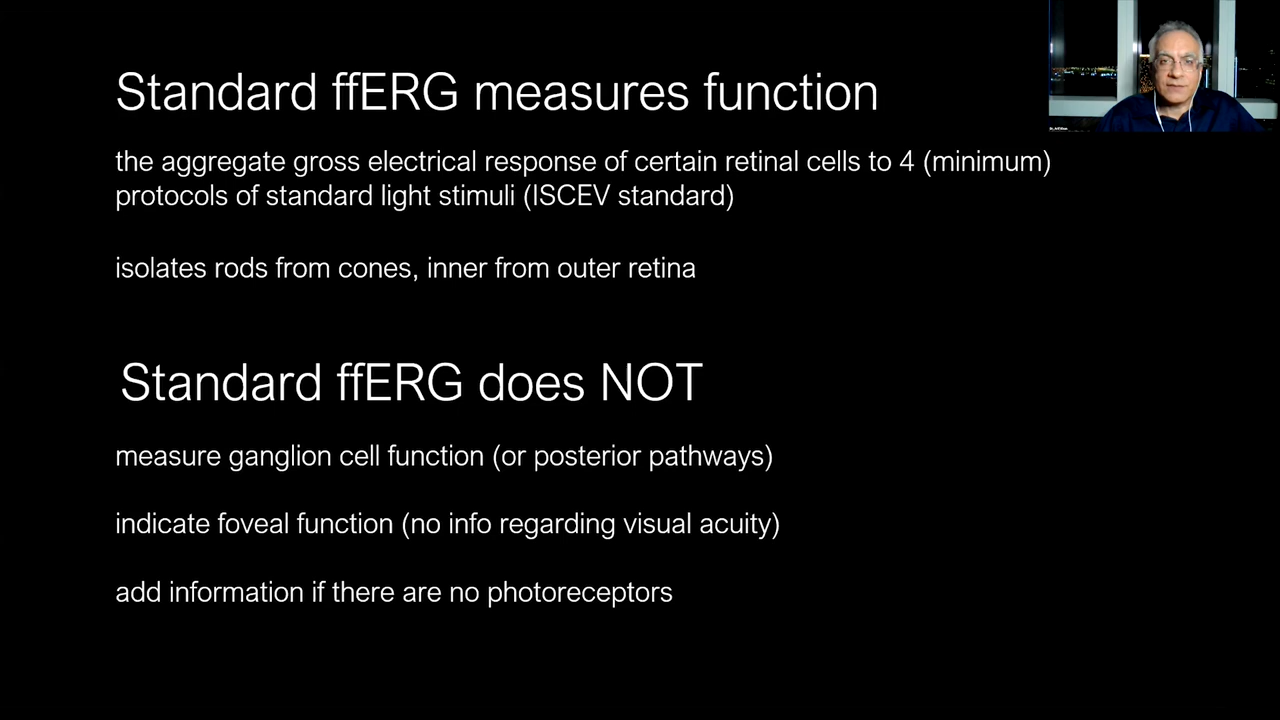 Standard ffERG measures function
the aggregate gross electrical response of certain retinal cells to 4 (minimum)
protocols of standard light stimuli (ISCEV standard)
isolates rods from cones, inner from outer retina
Standard ffERG does NOT
measure ganglion cell function (or posterior pathways)
indicate foveal function (no info regarding visual acuity)
add information if there are no photoreceptors